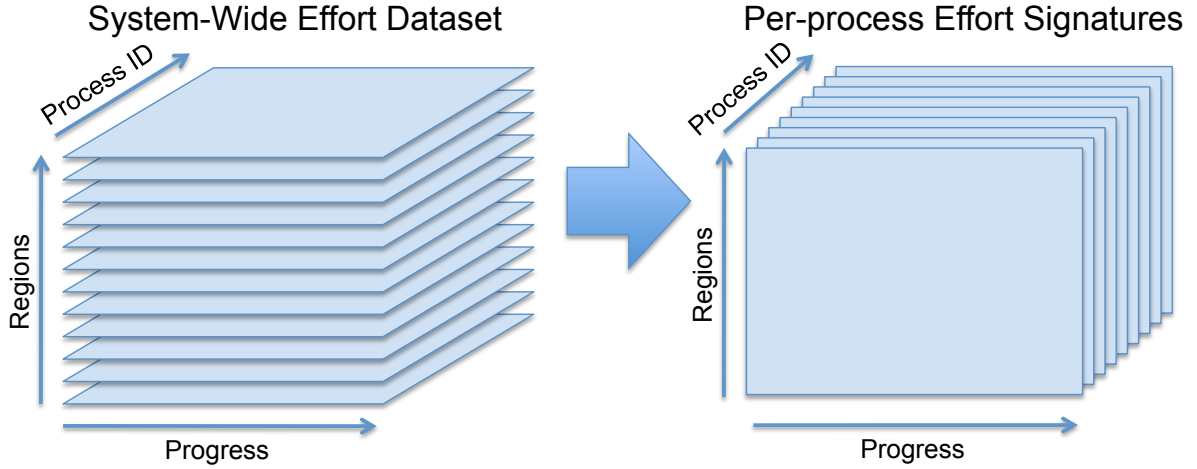 System-Wide Effort Dataset
Process ID
Regions
Progress
Per-process Effort Signatures
Process ID
Regions
Progress